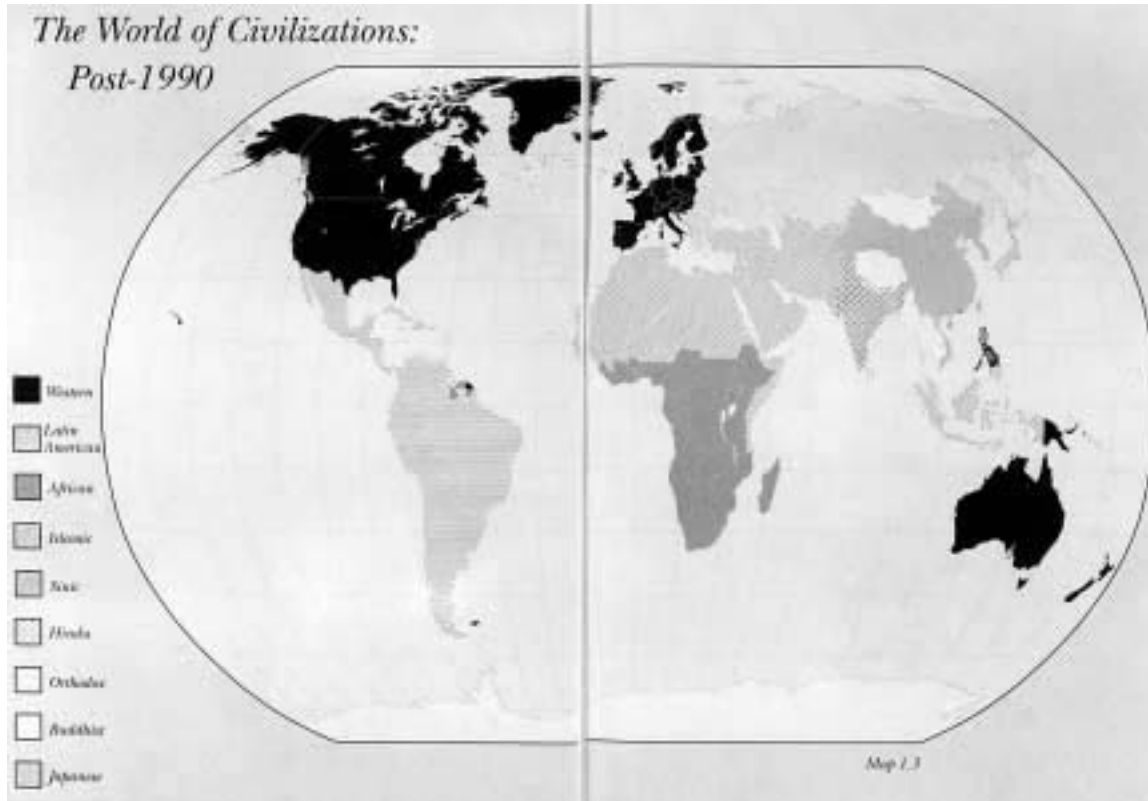 The World of Civilizations:
Post-1990
Western
Latin
American
African
Islamic
Sinic
Hindu
Orthodox
Buddhist
Japanese
Map 1.3